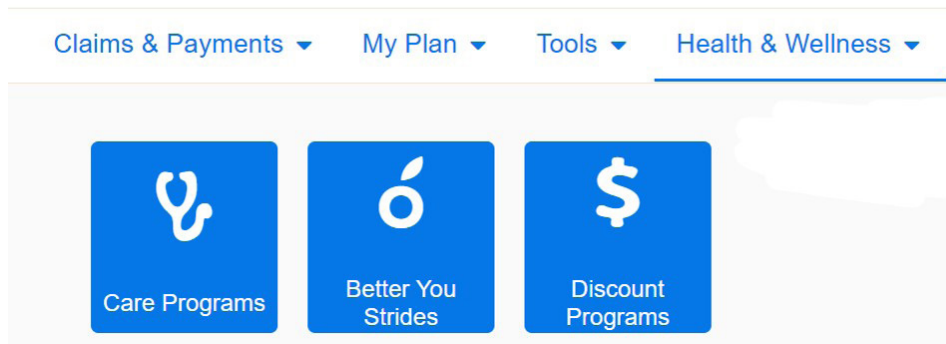 Claims & Payments My Plan Tools Health & Wellness
Care Programs
Better You
Strides
Discount
Programs